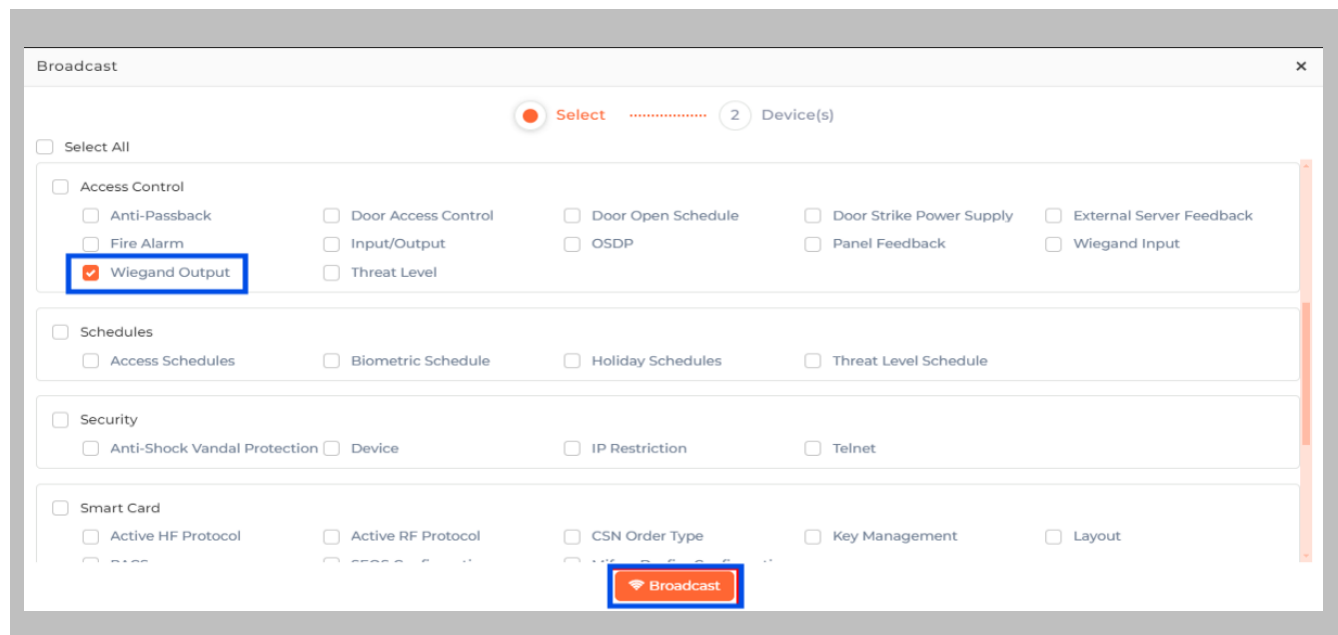 Broadcast ×
Select 2 Device(s)
Select All
Access Control
Anti-Passback Door Access Control Door Open Schedule Door Strike Power Supply External Server Feedback
Fire Alarm Input/Output OSDP Panel Feedback Wiegand Input
Wiegand Output Threat Level
Schedules
Access Schedules Biometric Schedule Holiday Schedules Threat Level Schedule
Security
Anti-Shock Vandal Protection Device IP Restriction Telnet
Smart Card
Active HF Protocol Active RF Protocol CSN Order Type Key Management Layout
Broadcast